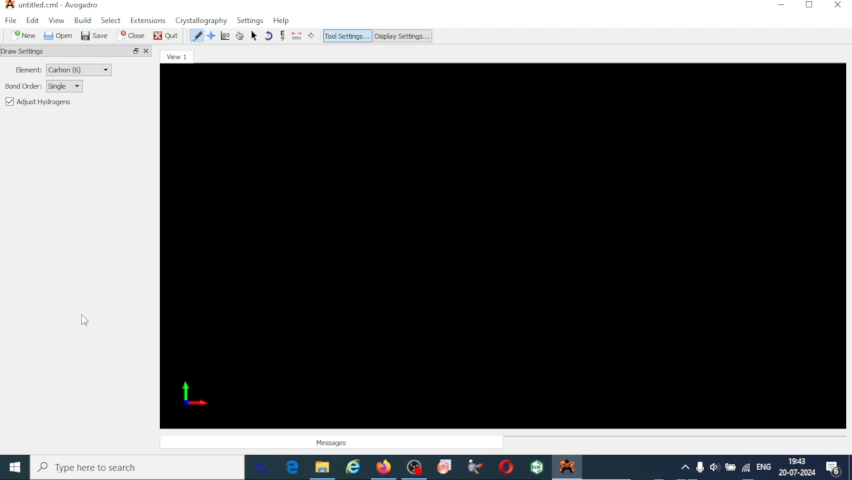 untitled.cml - Avogadro
File Edit View Build Select Extensions Crystallography Settings Help
New Open Save Close Quit Tool Settings... Display Settings...
Draw Settings
View 1
Element: Carbon (6)
Bond Order: Single
Adjust Hydrogens
Messages
Type here to search
ENG
19:43
20-07-2024
6